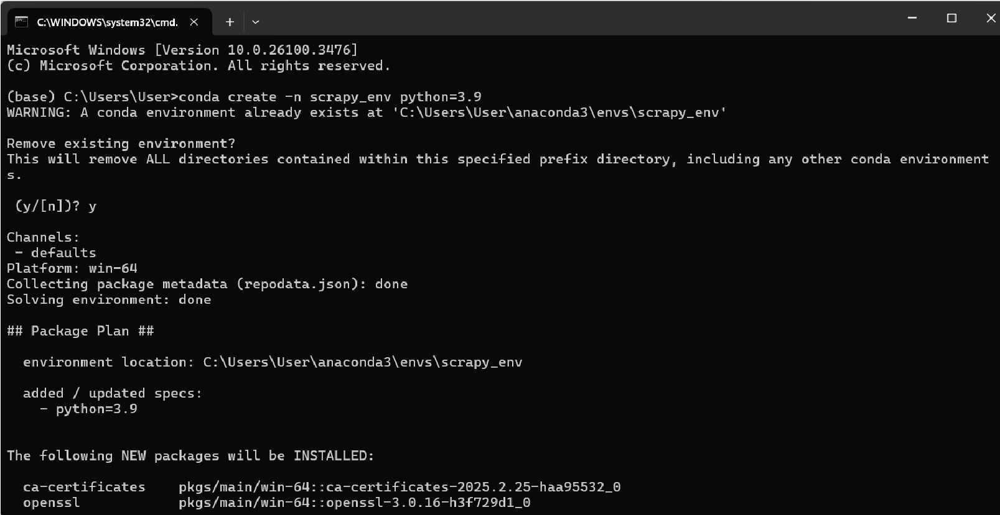 C:\WINDOWS\system32\cmd.
Microsoft Windows [Version 10.0.26100.3476]
(c) Microsoft Corporation. All rights reserved.
(base) C:\Users\User>conda create -n scrapy_env python=3.9
WARNING: A conda environment already exists at 'C:\Users\User\anaconda3\envs\scrapy_env'
Remove existing environment?
This will remove ALL directories contained within this specified prefix directory, including any other conda environment
s.
(y/[n])? y
Channels:
- defaults
Platform: win-64
Collecting package metadata (repodata.json): done
Solving environment: done
## Package Plan ##
environment location: C:\Users\User\anaconda3\envs\scrapy_env
added / updated specs:
- python=3.9
The following NEW packages will be INSTALLED:
ca-certificates pkgs/main/win-64::ca-certificates-2025.2.25-haa95532_0
openssl pkgs/main/win-64::openssl-3.0.16-h3f729d1_0